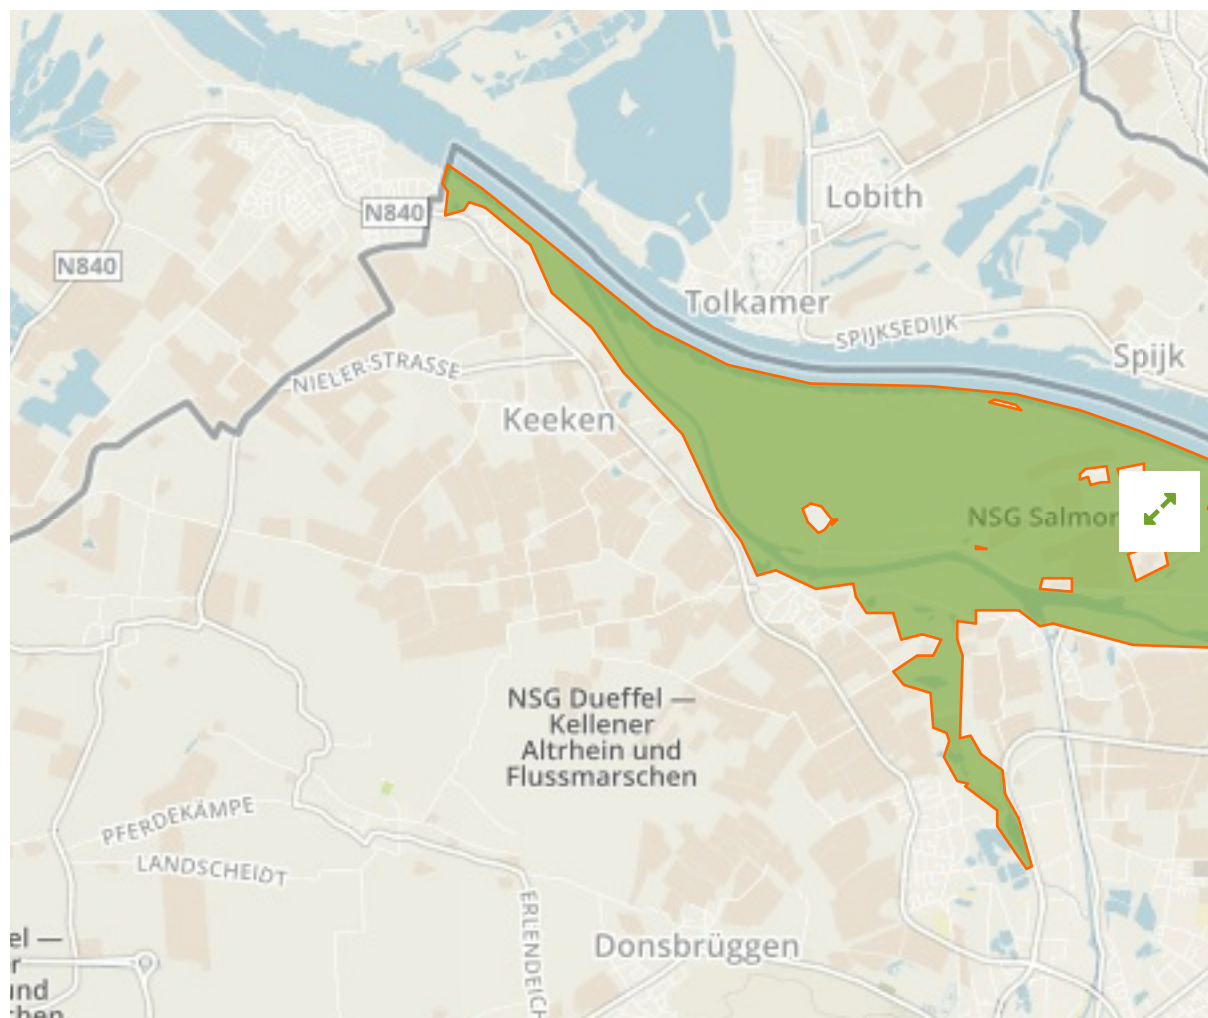 Lobith
N840
N840
Tolkamer
SPIJKSEDIJK
Spijk
NIELER STRASSE
Keeken
NSG Salmor
NSG Dueffel —
Kellener
Altrhein und
Flussmarschen
PFERDEKÄMPE
LANDSCHEIDT
ERLENDEICH
el —
r
und
chen
Donsbrüggen